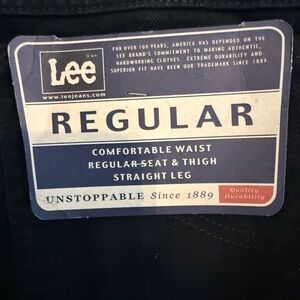 FOR OVER 100 YEARS, AMERICA HAS DEPENDED ON THE
LEE BRAND'S COMMITMENT TO MAKING AUTHENTIC,
HARDWORKING CLOTHES. EXTREME DURABILITY AND
SUPERIOR FIT HAVE BEEN OUR TRADEMARK SINCE 1889.
Lee
www.leejeans.com
REGULAR
COMFORTABLE WAIST
REGULAR SEAT & THIGH
STRAIGHT LEG
UNSTOPPABLE Since 1889
Quality
Durability